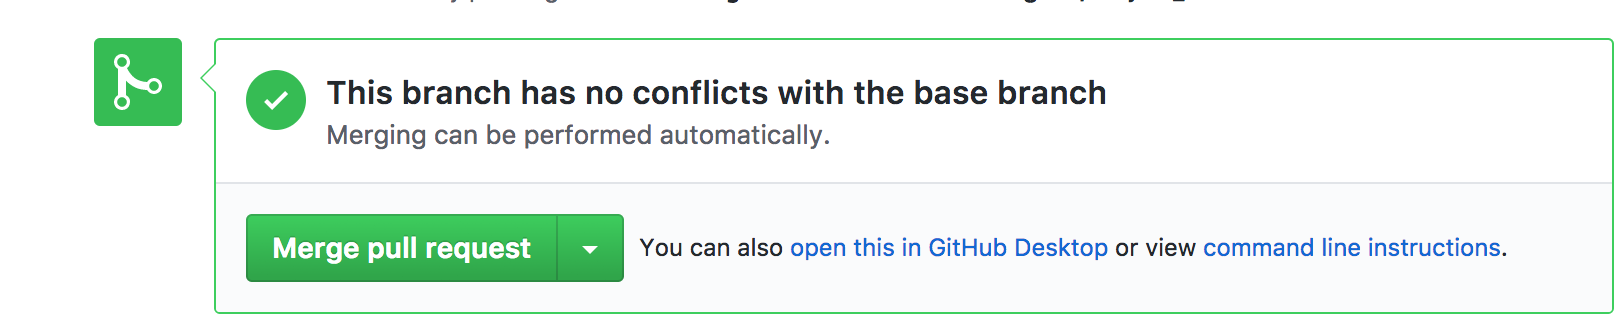 This branch has no conflicts with the base branch
Merging can be performed automatically.
Merge pull request You can also open this in GitHub Desktop or view command line instructions.